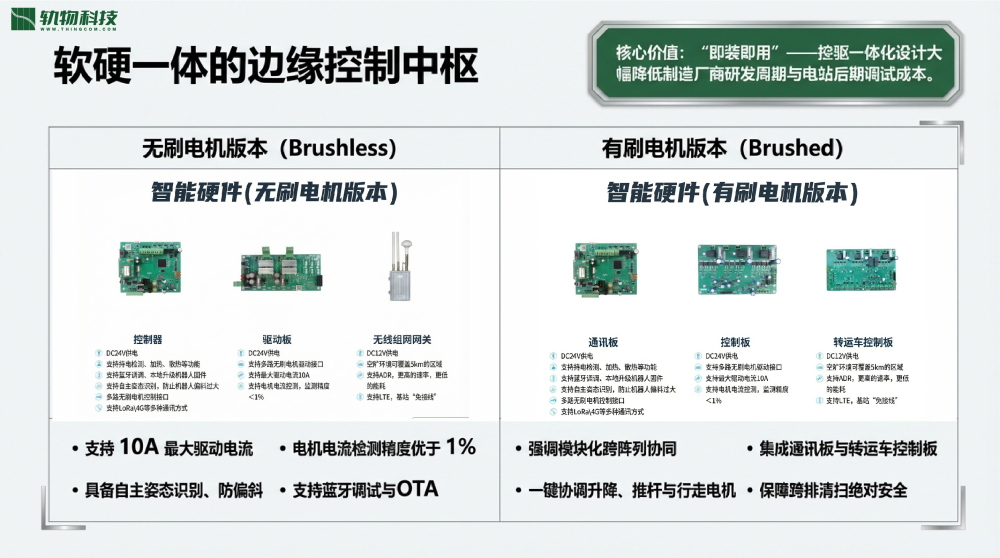 轨物科技
WWW.THINGCOM.COM
软硬一体的边缘控制中枢
核心价值：“即装即用”——控驱一体化设计大
幅降低制造厂商研发周期与电站后期调试成本。
无刷电机版本（Brushless）
智能硬件(无刷电机版本)
控制器
DC24V供电
支持持电检测、加热、散热等功能
支持蓝牙调调、本地升级机器人固件
支持自主姿态识别，防止机器人偏斜过大
多路无刷电机控制接口
支持LoRa\4G等多种通讯方式
驱动板
DC24V供电
支持多路无刷电机驱动接口
支持最大驱动电流10A
支持电机电流控测，监测精度
＜1%
无线组网网关
DC12V供电
空旷环境可覆盖5km的区域
支持ADR，更高的速率，更低
的能耗
支持LTE，基站“免接线”
• 支持 10A 最大驱动电流
• 电机电流检测精度优于 1%
• 具备自主姿态识别、防偏斜
• 支持蓝牙调试与OTA
有刷电机版本（Brushed）
智能硬件(有刷电机版本)
通讯板
DC24V供电
支持持电检测、加热、散热等功能
支持蓝牙调调、本地升级机器人固件
支持自主姿态识别，防止机器人偏斜过大
多路无刷电机控制接口
支持LoRa\4G等多种通讯方式
控制板
DC24V供电
支持多路无刷电机驱动接口
支持最大驱动电流10A
支持电机电流控测，监测精度
＜1%
转运车控制板
DC12V供电
空旷环境可覆盖5km的区域
支持ADR，更高的速率，更低
的能耗
支持LTE，基站“免接线”
• 强调模块化跨阵列协同
• 集成通讯板与转运车控制板
• 一键协调升降、推杆与行走电机
• 保障跨排清扫绝对安全